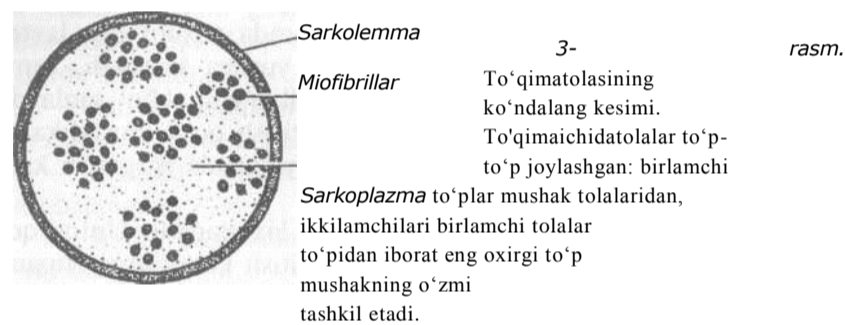 Sarkolemma
3- rasm.
Miofibrillar
To‘qimatolasining
ko‘ndalang kesimi.
To'qimaichidatolalar to‘p-
to‘p joylashgan: birlamchi
Sarkoplazma to‘plar mushak tolalaridan,
ikkilamchilari birlamchi tolalar
to‘pidan iborat eng oxirgi to‘p
mushakning o‘zmi
tashkil etadi.